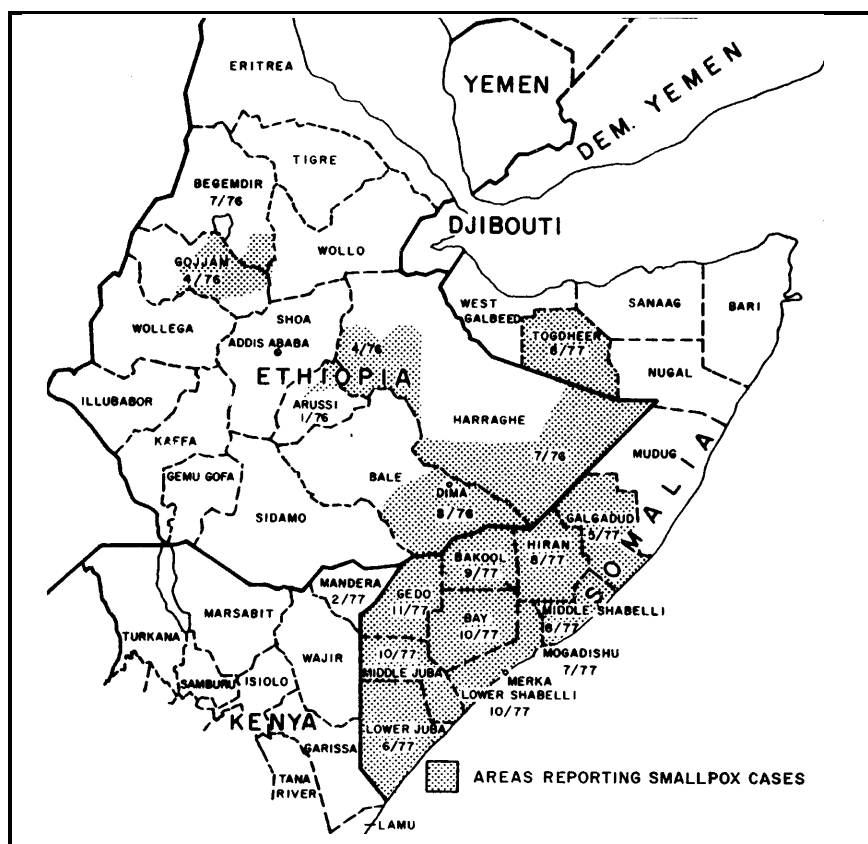 ERITREA
YEMEN
DEM. YEMEN
TIGRE
BEGEMDIR
7/76
DJIBOUTI
WOLLO
GOJJAN
4/76
WEST
GALBEED
SANAAG
BARI
WOLLEGA
SHOA
ADDIS ABABA
4/76
TOGDHEER
6/77
ETHIOPIA
NUGAL
ILLUBABOR
ARUSSI
1/76
HARRAGHE
KAFFA
MUDUG
7/76
GEMU GOFA
BALE
DIMA
8/76
SIDAMO
GALGADUD
5/77
SOMALIA
HIRAN
8/77
BAKOOL
9/77
MANDERA
2/77
GEDO
11/77
MARSABIT
BAY
10/77
MIDDLE SHABELLI
8/77
TURKANA
WAJIR
10/77
MIDDLE JUBA
MOGADISHU
7/77
SAMBURU
ISIOLO
MERKA
LOWER SHABELLI
10/77
KENYA
LOWER JUBA
6/77
GARISSA
TANA
RIVER
AREAS REPORTING SMALLPOX CASES
LAMU